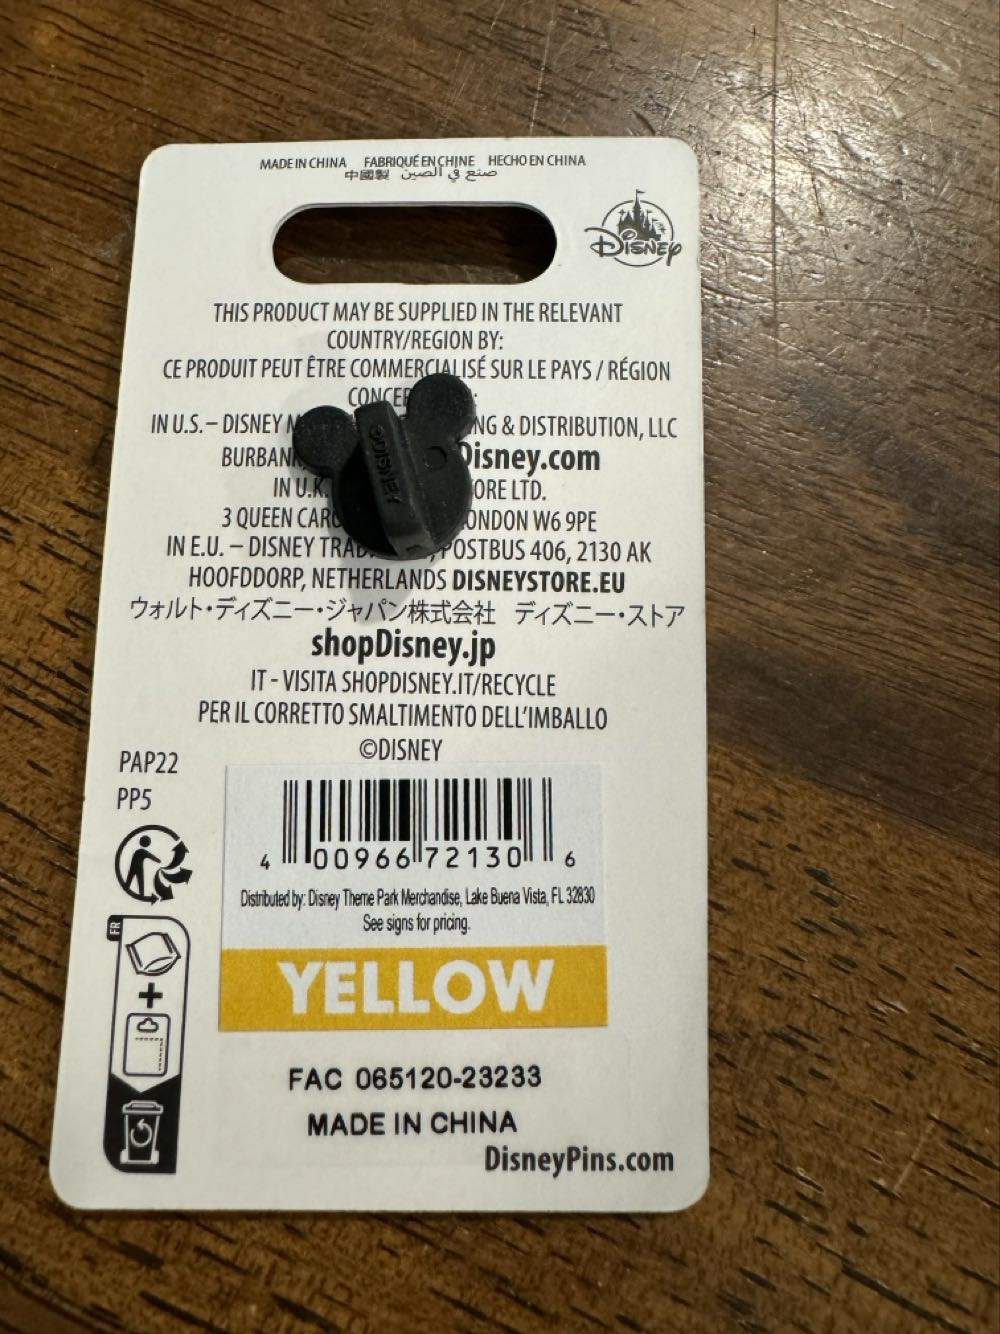 MADE IN CHINA FABRIQUÉ EN CHINE HECHO EN CHINA
中國製 صنع في الصين
DISNEY
THIS PRODUCT MAY BE SUPPLIED IN THE RELEVANT
COUNTRY/REGION BY:
CE PRODUIT PEUT ÊTRE COMMERCIALISÉ SUR LE PAYS / RÉGION
IN U.S. – DISNEY & DISTRIBUTION, LLC
Disney.com
IN U.K. LTD.
3 QUEEN W6 9PE
IN E.U. – DISNEY POSTBUS 406, 2130 AK
HOOFDDORP, NETHERLANDS DISNEYSTORE.EU
ウォルト・ディズニー・ジャパン株式会社 ディズニー・ストア
shopDisney.jp
IT - VISITA SHOPDISNEY.IT/RECYCLE
PER IL CORRETTO SMALTIMENTO DELL'IMBALLO
©DISNEY
PAP22
PP5
4 00966 72130 6
Distributed by: Disney Theme Park Merchandise, Lake Buena Vista, FL 32830
See signs for pricing.
YELLOW
FR
+
FAC 065120-23233
MADE IN CHINA
DisneyPins.com
©DISNEY